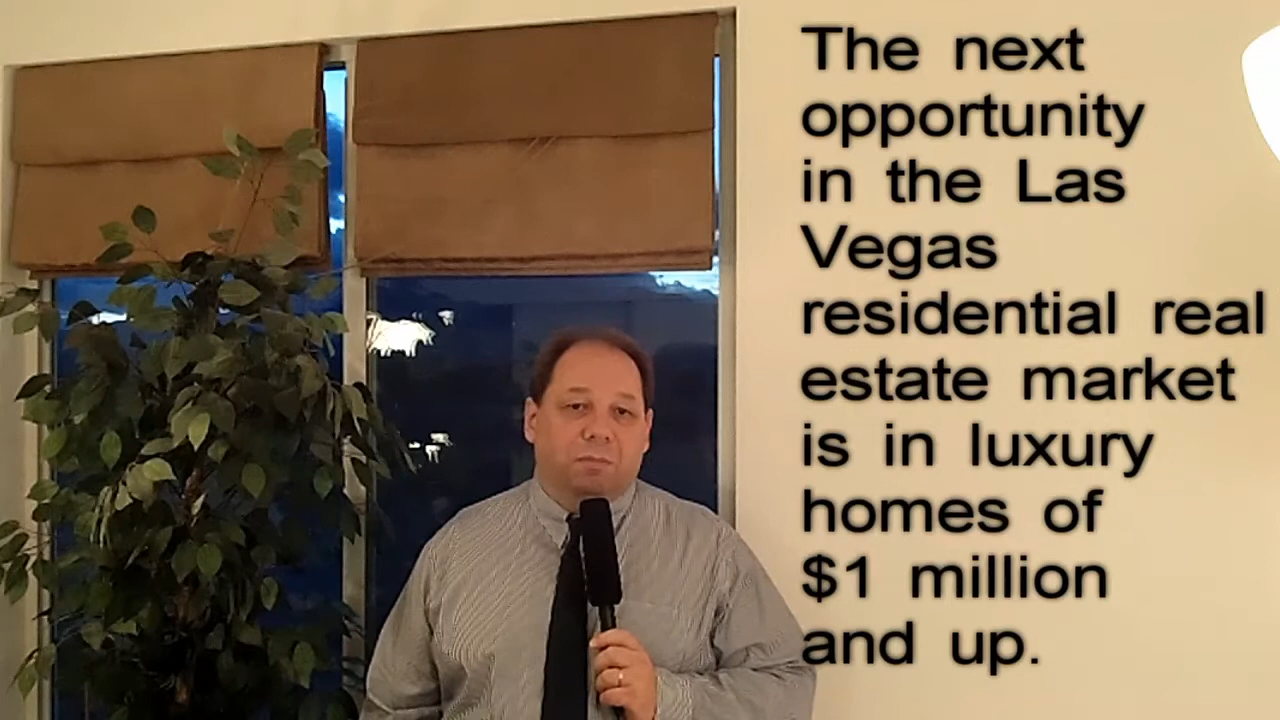 The next
opportunity
in the Las
Vegas
residential real
estate market
is in luxury
homes of
$1 million
and up.